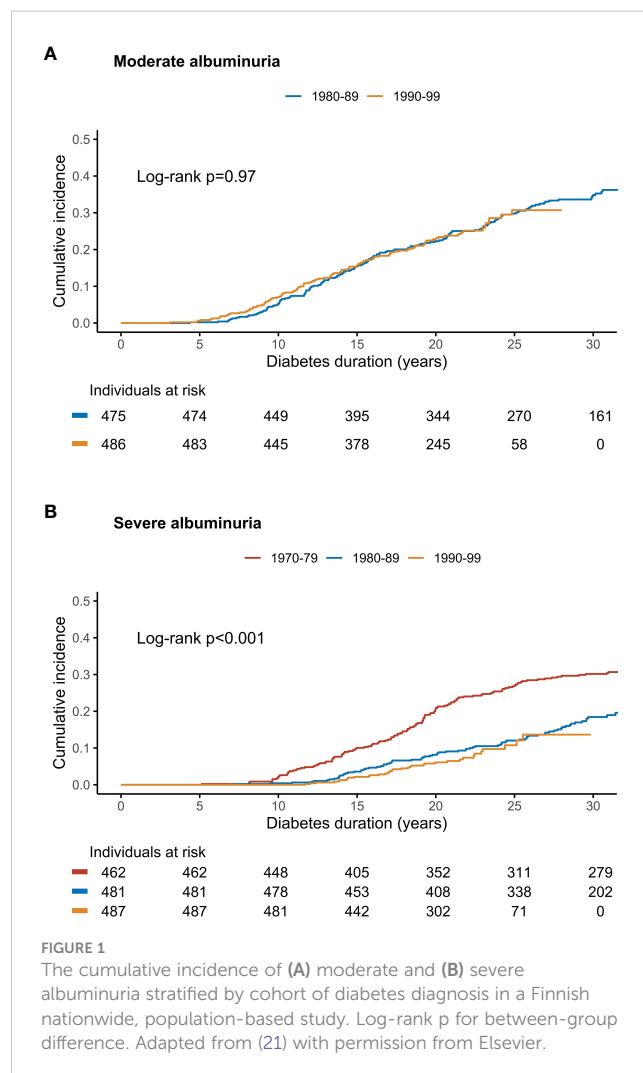 A
Moderate albuminuria
1980-89 1990-99
0.5
0.4
Log-rank p=0.97
0.3
0.2
0.1
0.0
Cumulative incidence
0 5 10 15 20 25 30
Diabetes duration (years)
Individuals at risk
475 474 449 395 344 270 161
486 483 445 378 245 58 0
B
Severe albuminuria
1970-79 1980-89 1990-99
0.5
0.4
Log-rank p<0.001
0.3
0.2
0.1
0.0
Cumulative incidence
0 5 10 15 20 25 30
Diabetes duration (years)
Individuals at risk
462 462 448 405 352 311 279
481 481 478 453 408 338 202
487 487 481 442 302 71 0
FIGURE 1
The cumulative incidence of (A) moderate and (B) severe
albuminuria stratified by cohort of diabetes diagnosis in a Finnish
nationwide, population-based study. Log-rank p for between-group
difference. Adapted from (21) with permission from Elsevier.